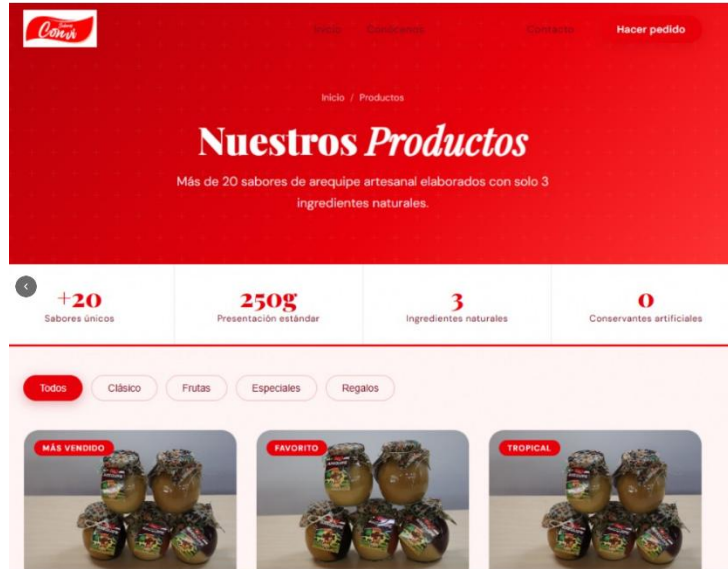 Convi
Inicio Conócenos Contacto Hacer pedido
Inicio / Productos
Nuestros Productos
Más de 20 sabores de arequipe artesanal elaborados con solo 3
ingredientes naturales.
+20 250g 3 0
Sabores únicos Presentación estándar Ingredientes naturales Conservantes artificiales
Todos Clásico Frutas Especiales Regalos
MÁS VENDIDO FAVORITO TROPICAL